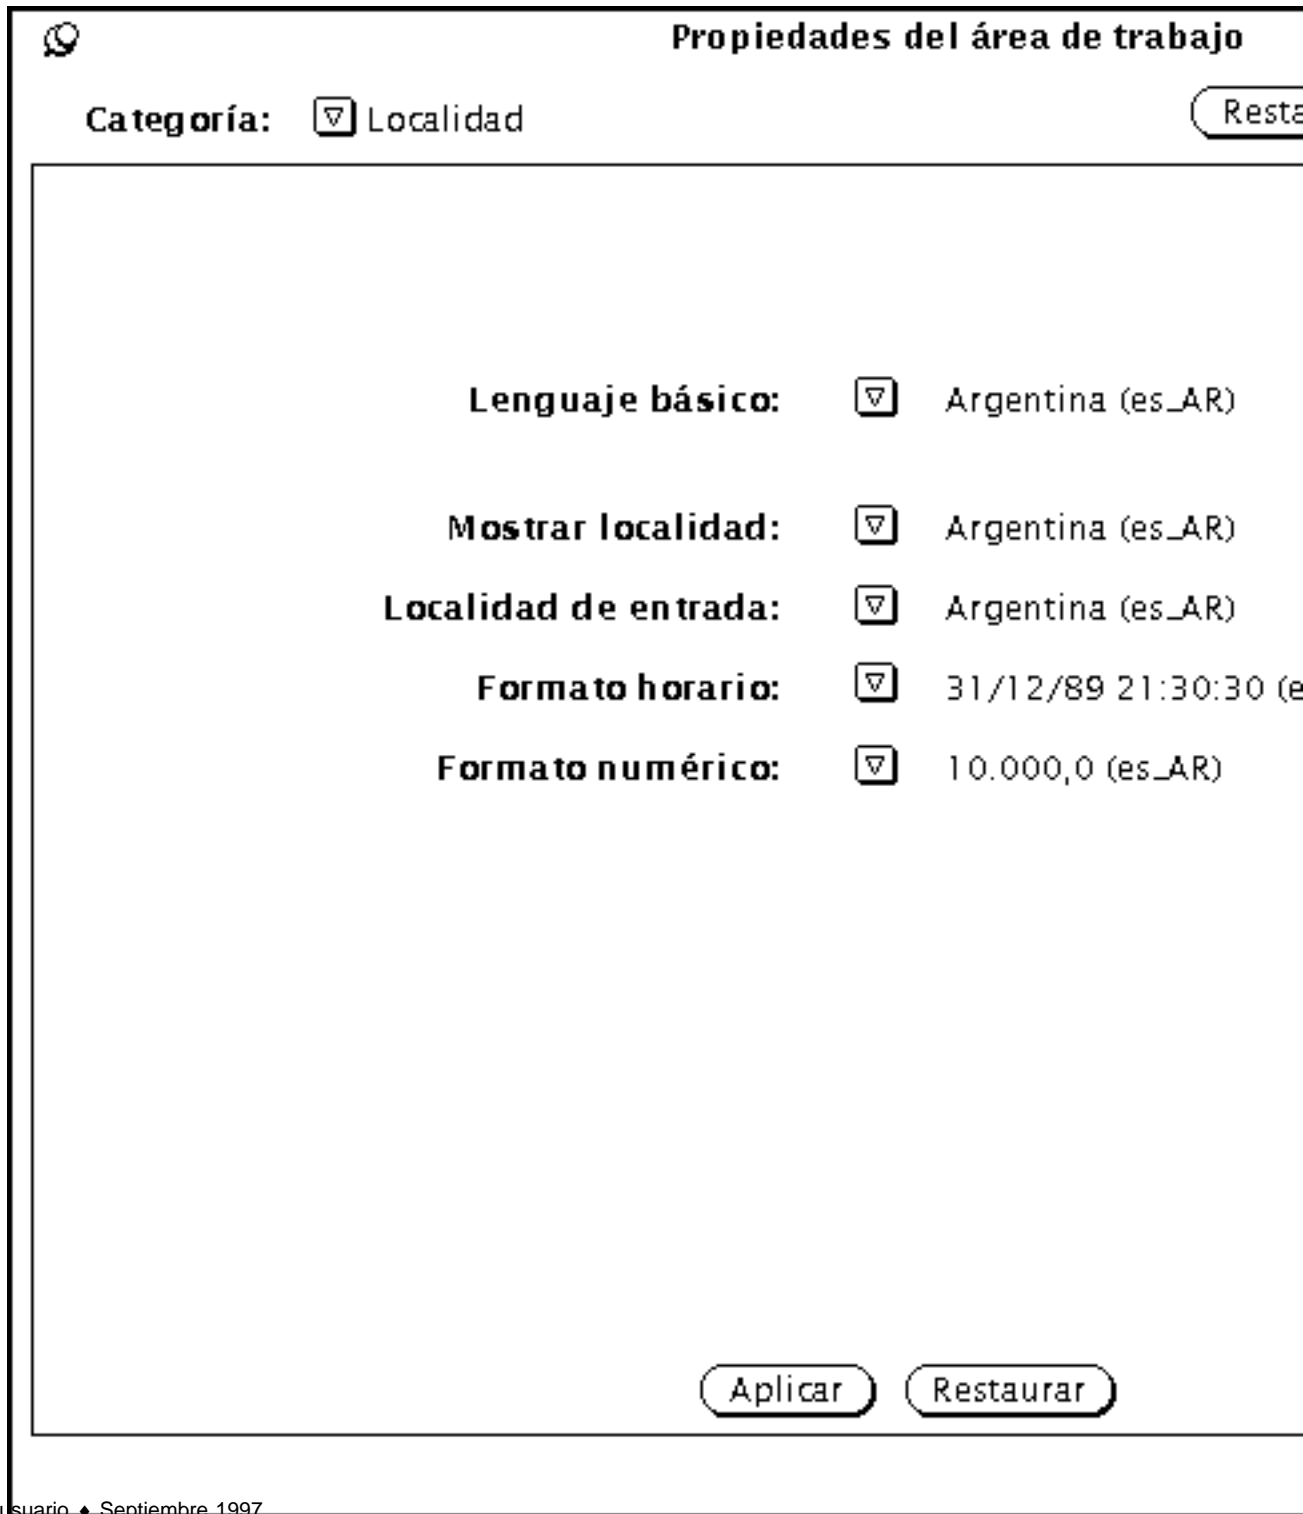 Propiedades del área de trabajo
Categoría: Localidad
Lenguaje básico: Argentina (es_AR)
Mostrar localidad: Argentina (es_AR)
Localidad de entrada: Argentina (es_AR)
Formato horario: 31/12/89 21:30:30
Formato numérico: 10.000,0 (es_AR)
Aplicar Restaurar
usuario ♦ Septiembre 1997